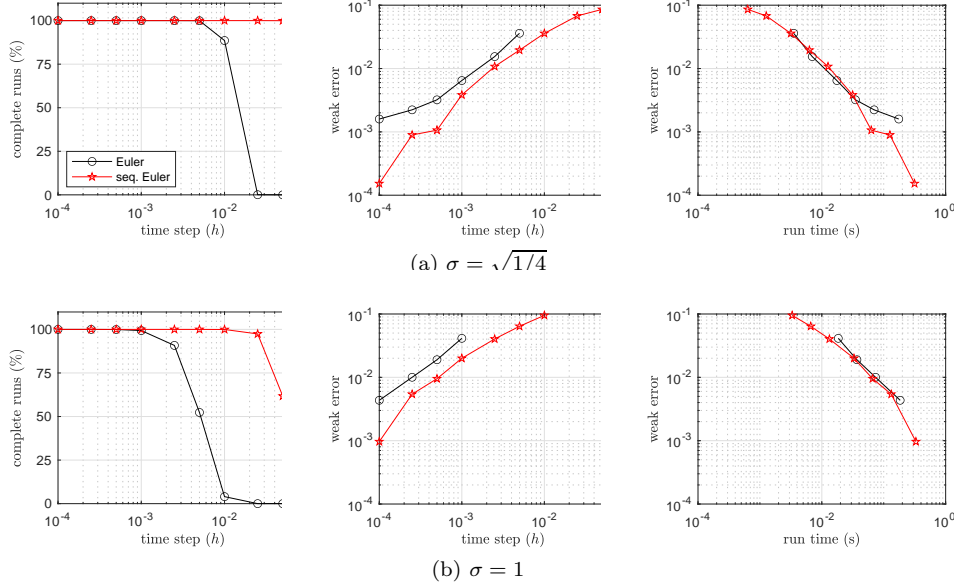 complete runs (%)
100
75
50
25
0
Euler
seq. Euler
10^-4
10^-2
time step (h)
weak error
10^-1
10^-2
10^-3
10^-4
10^-4
10^-3
10^-2
time step (h)
weak error
10^-1
10^-2
10^-3
10^-4
10^-4
10^-2
10^0
run time (s)
(a) σ = √1/4
complete runs (%)
100
75
50
25
0
10^-4
10^-3
10^-2
time step (h)
weak error
10^-1
10^-2
10^-3
10^-4
10^-4
10^-3
10^-2
time step (h)
weak error
10^-1
10^-2
10^-3
10^-4
10^-4
10^-2
10^0
run time (s)
(b) σ = 1